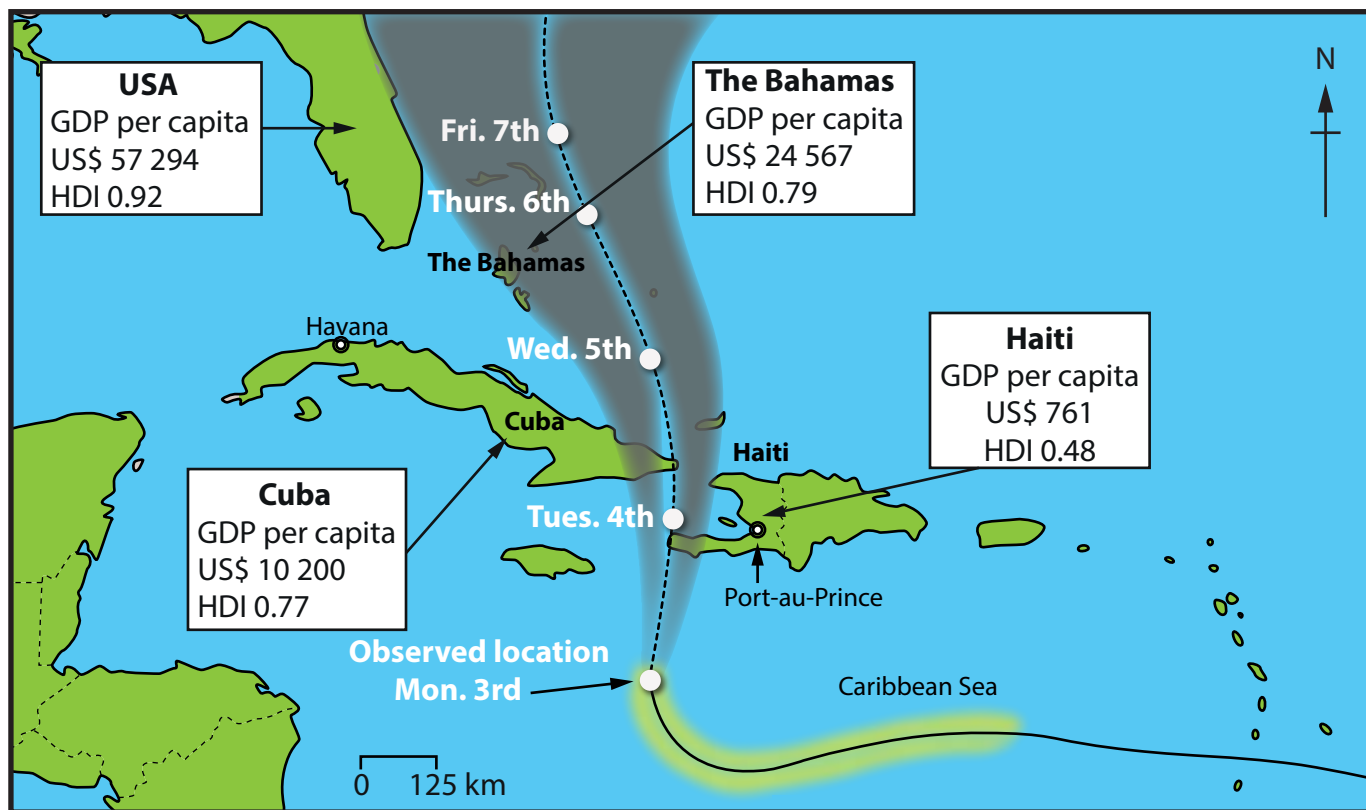 USA
GDP per capita
US$ 57 294
HDI 0.92
The Bahamas
GDP per capita
US$ 24 567
HDI 0.79
N
Fri. 7th
Thurs. 6th
The Bahamas
Havana
Wed. 5th
Haiti
GDP per capita
US$ 761
HDI 0.48
Cuba
Haiti
Cuba
GDP per capita
US$ 10 200
HDI 0.77
Tues. 4th
Port-au-Prince
Observed location
Mon. 3rd
Caribbean Sea
0 125 km